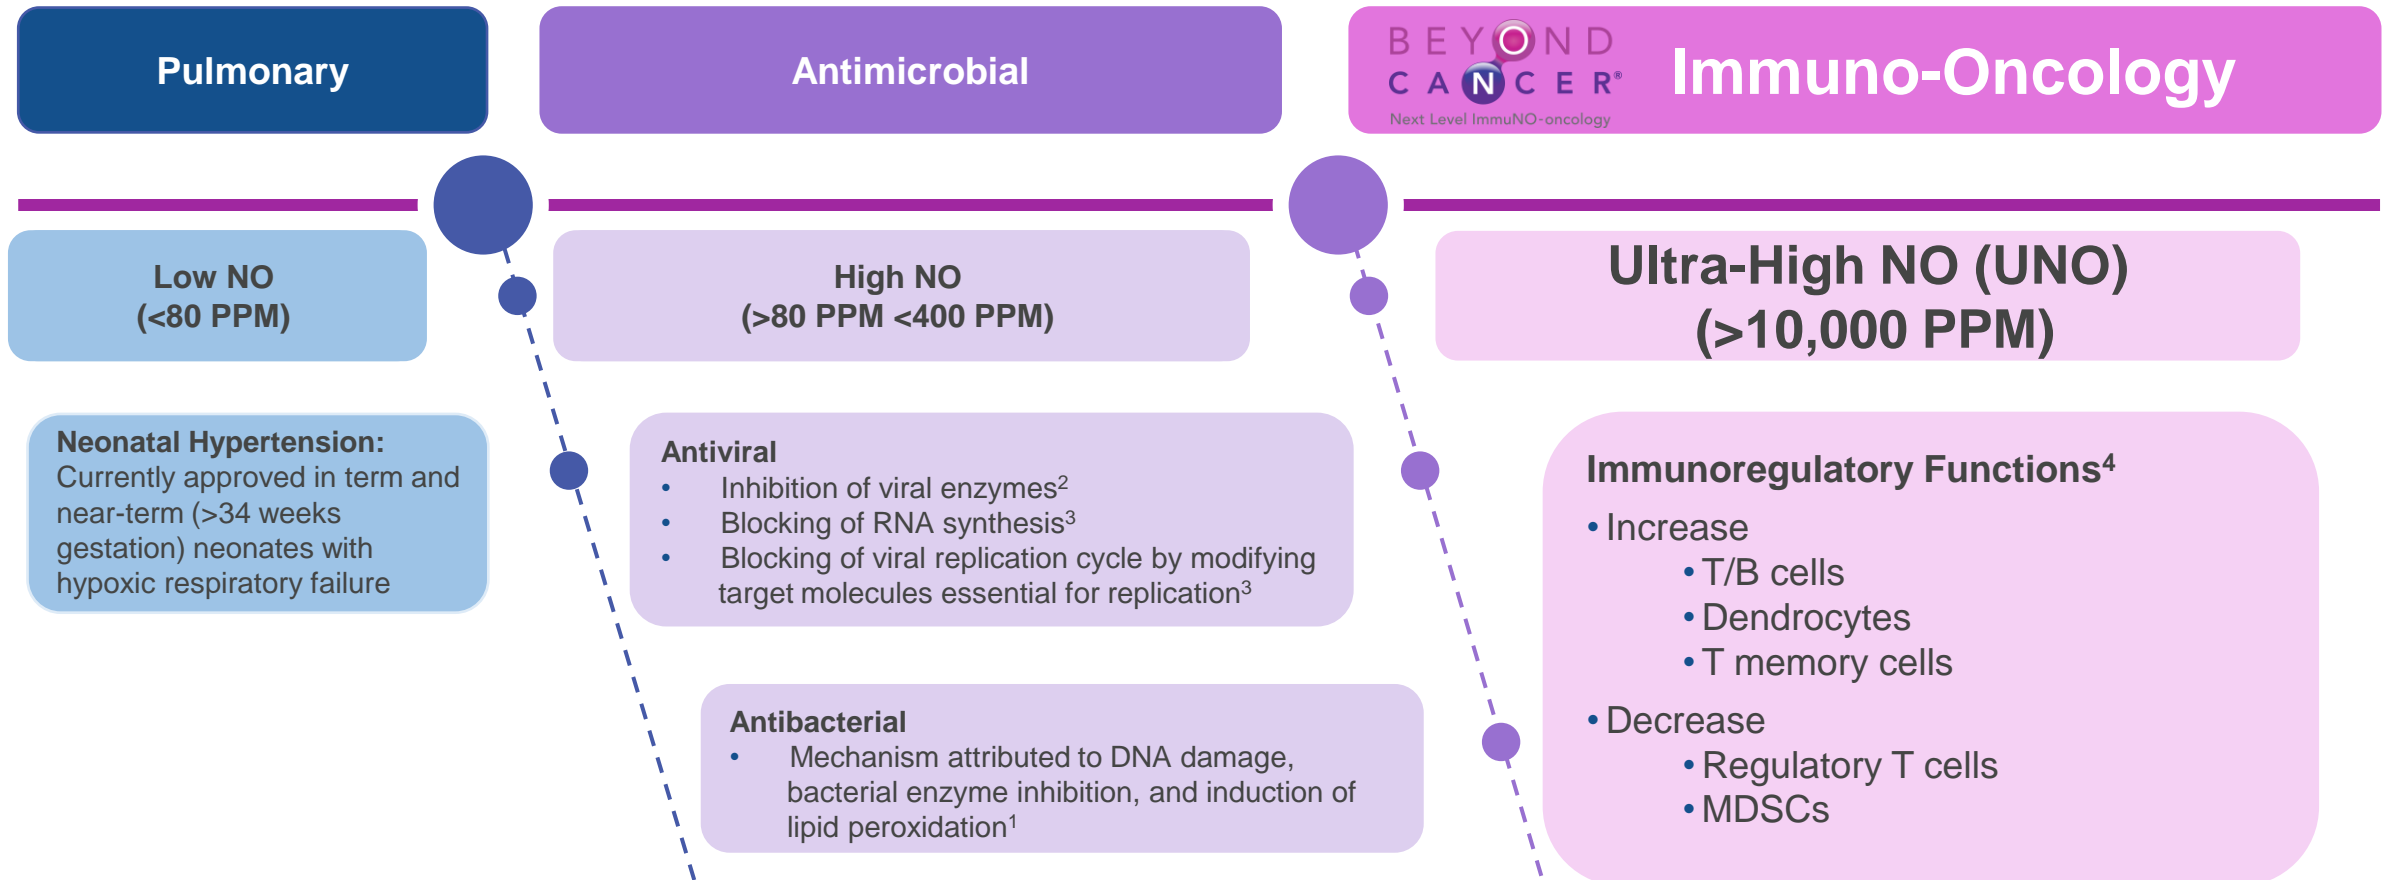 Pulmonary
Antimicrobial
BEYOND
CANCER®
Next Level ImmuNO-oncology
Immuno-Oncology
Low NO
(<80 PPM)
High NO
(>80 PPM <400 PPM)
Ultra-High NO (UNO)
(>10,000 PPM)
Neonatal Hypertension:
Currently approved in term and
near-term (>34 weeks
gestation) neonates with
hypoxic respiratory failure
Antiviral
• Inhibition of viral enzymes²
• Blocking of RNA synthesis³
• Blocking of viral replication cycle by modifying
target molecules essential for replication³
Antibacterial
• Mechanism attributed to DNA damage,
bacterial enzyme inhibition, and induction of
lipid peroxidation¹
Immunoregulatory Functions⁴
• Increase
• T/B cells
• Dendrocytes
• T memory cells
• Decrease
• Regulatory T cells
• MDSCs